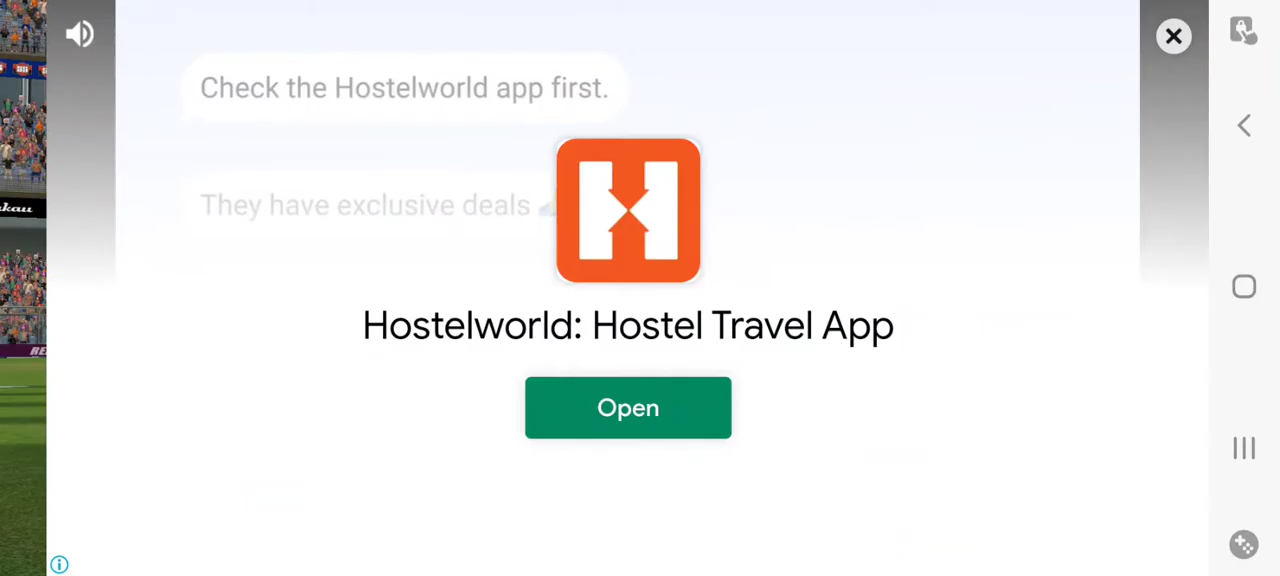 Check the Hostelworld app first.
They have exclusive deals
Hostelworld: Hostel Travel App
Open